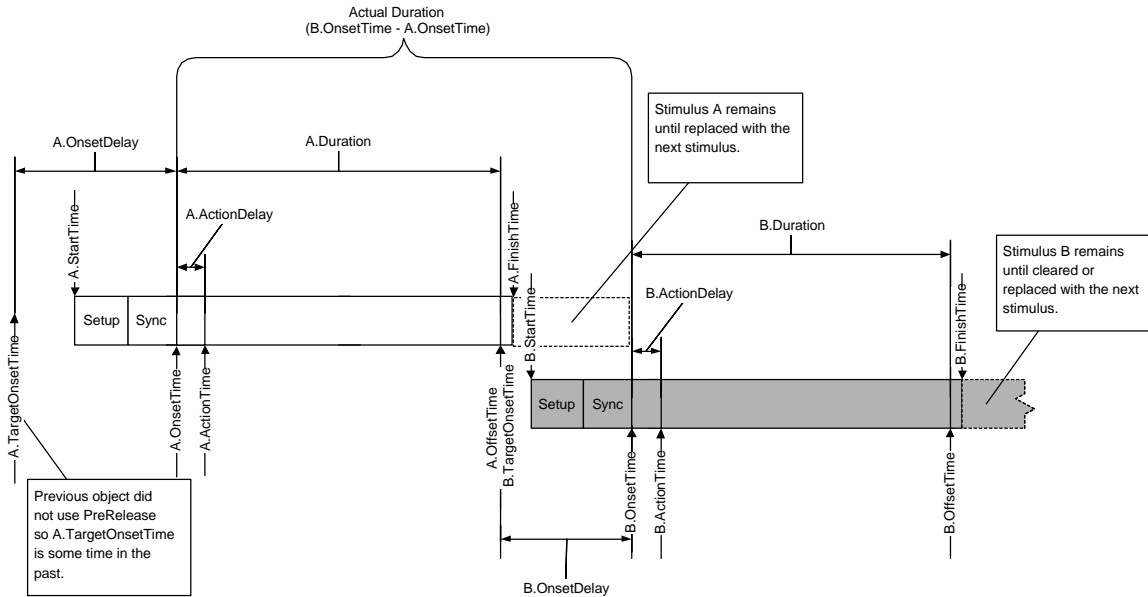 Actual Duration
(B.OnsetTime - A.OnsetTime)
Stimulus A remains
until replaced with the
next stimulus.
A.OnsetDelay
A.Duration
A.StartTime
A.ActionDelay
A.FinishTime
B.Duration
Stimulus B remains
until cleared or
replaced with the next
stimulus.
B.StartTime
B.ActionDelay
B.FinishTime
Setup
Sync
A.TargetOnsetTime
A.OnsetTime
A.ActionTime
A.OffsetTime
B.TargetOnsetTime
Setup
Sync
B.OnsetTime
B.ActionTime
B.OffsetTime
Previous object did
not use PreRelease
so A.TargetOnsetTime
is some time in the
past.
B.OnsetDelay